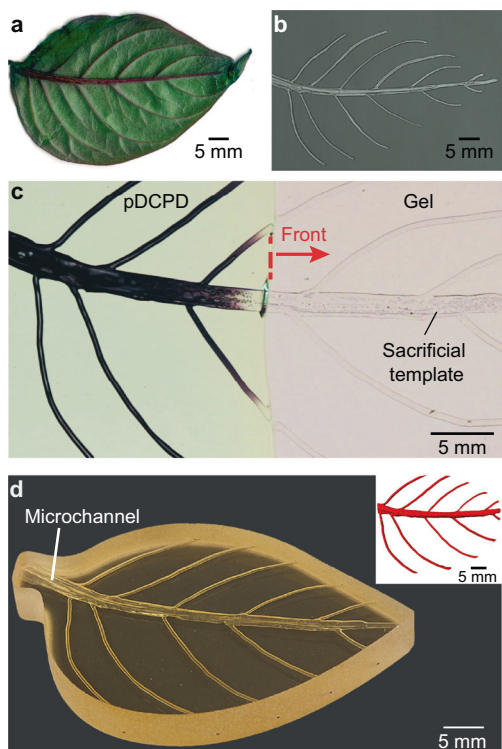 a
5 mm
b
5 mm
c
pDCPD
Gel
Front
Sacrificial
template
5 mm
d
Microchannel
5 mm
5 mm